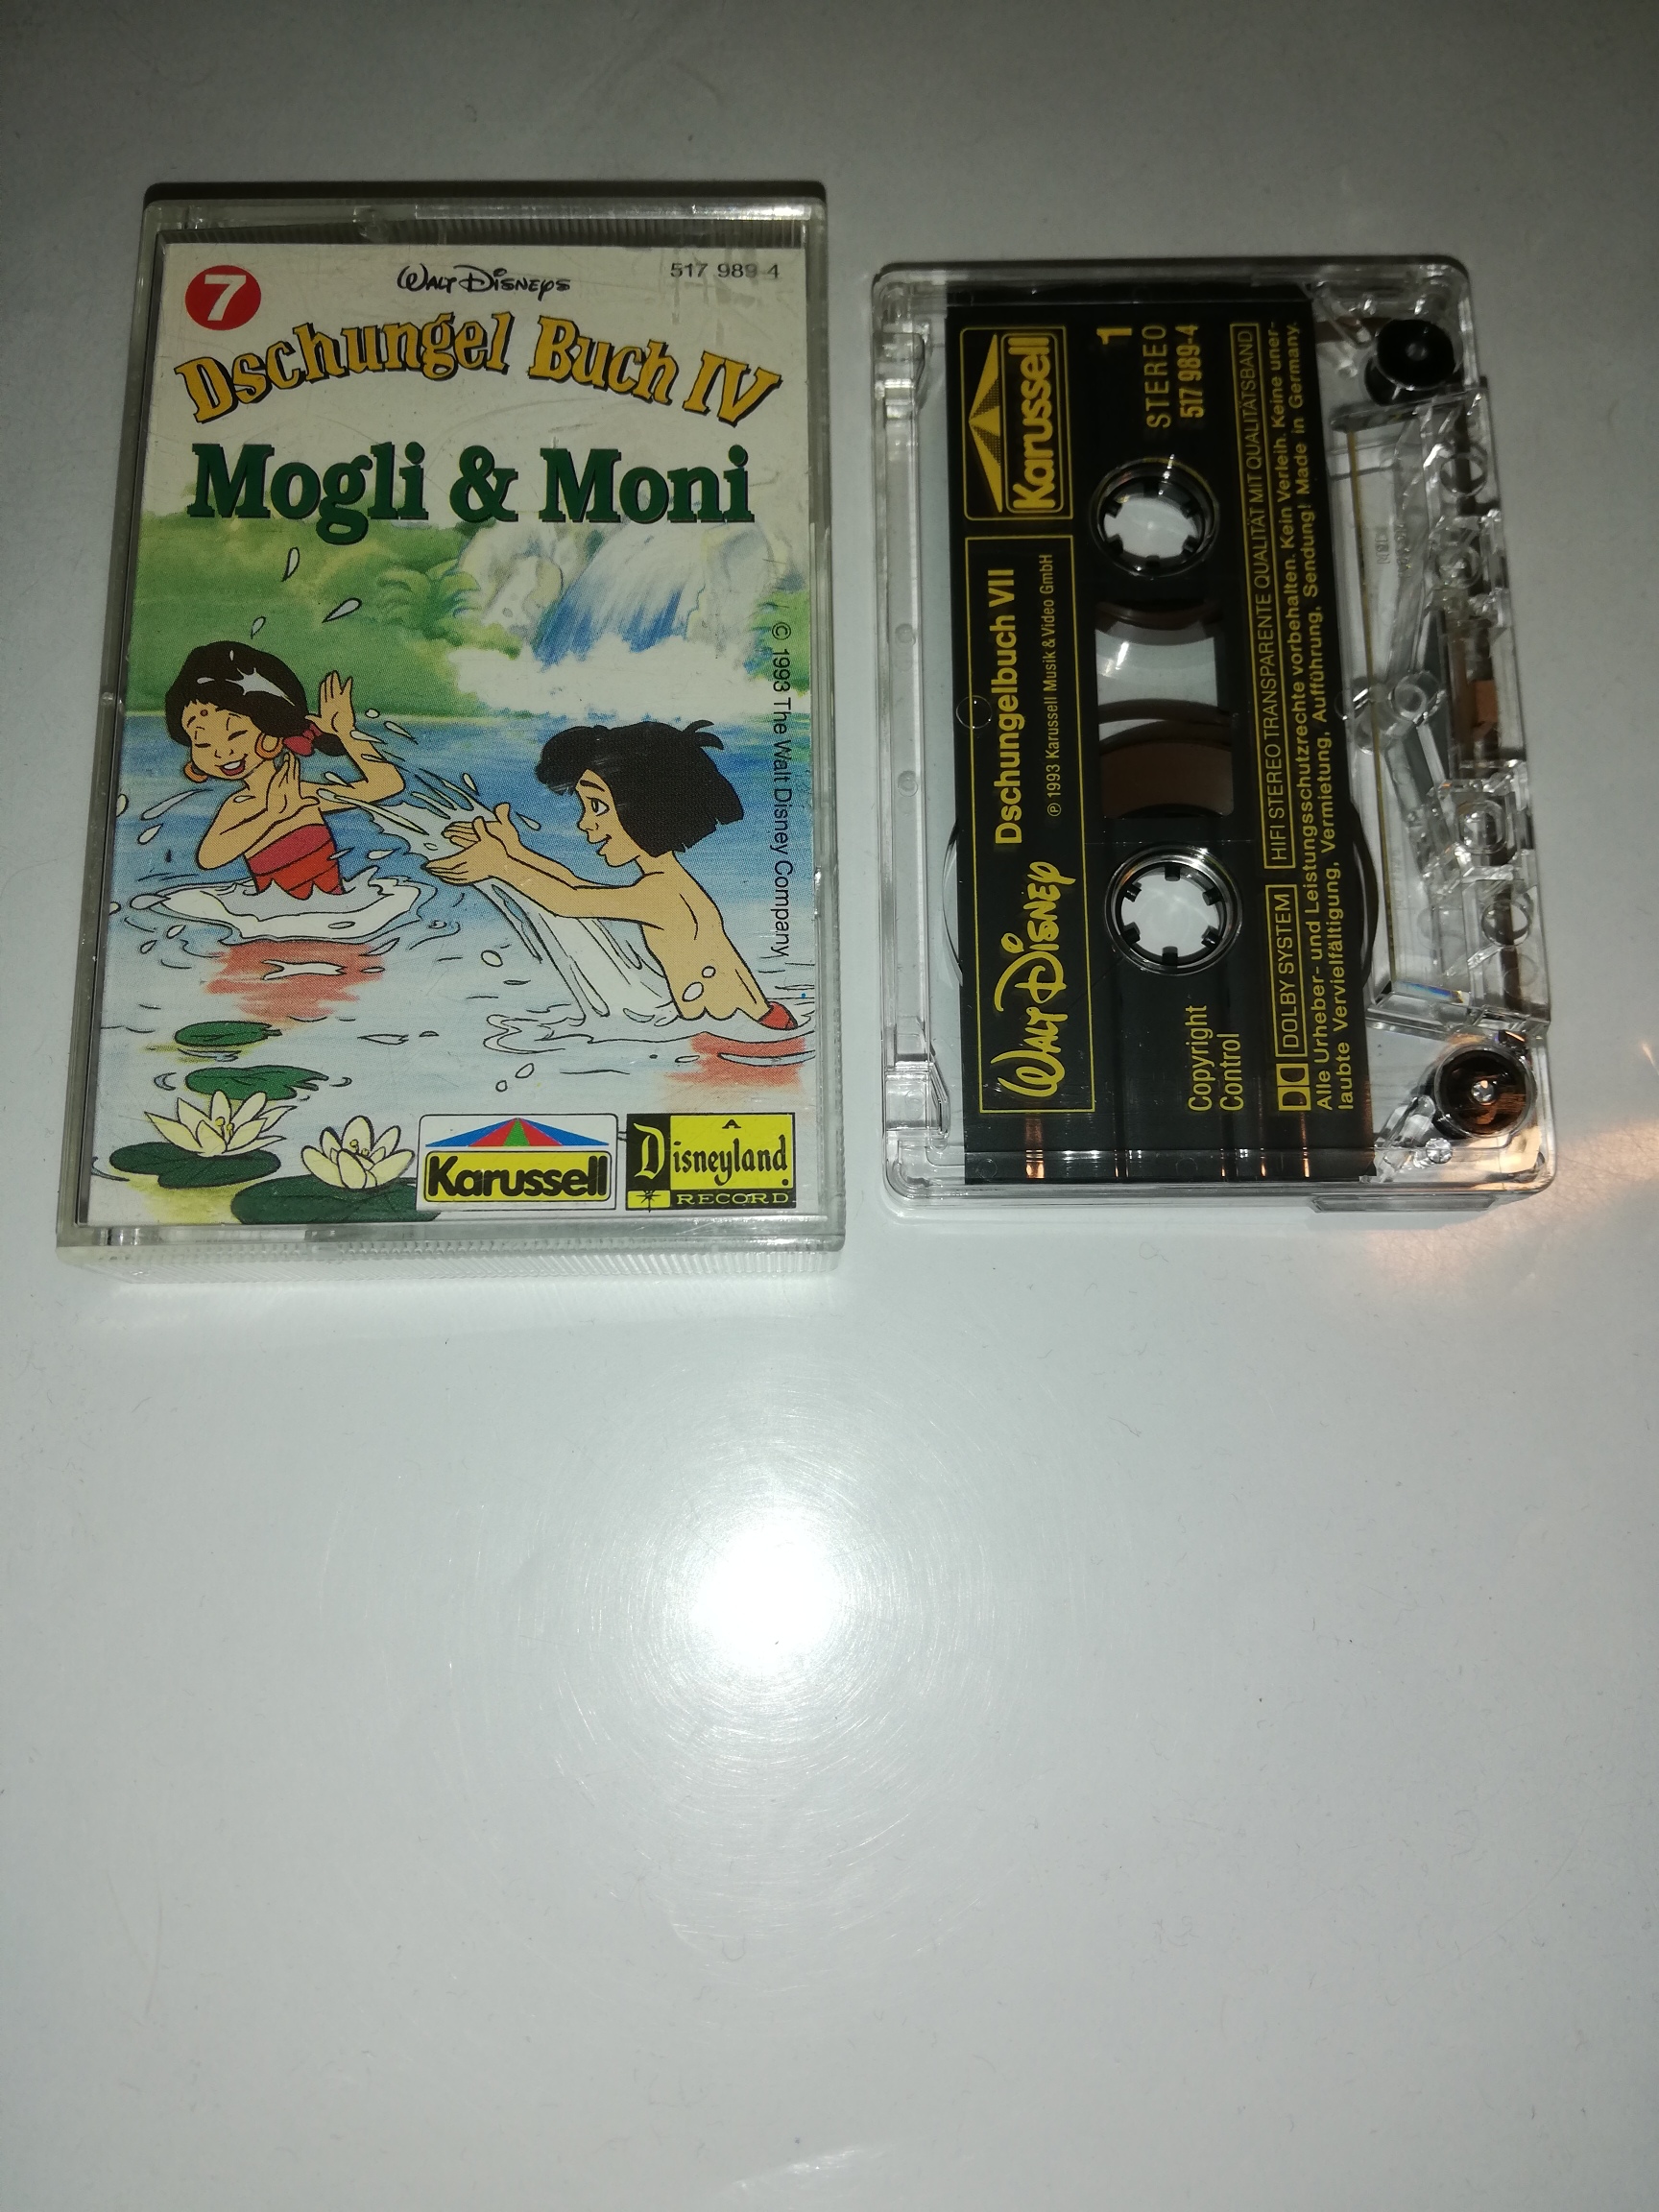 7
WALT DISNEYS
517 989-4
Dschungel Buch IV
Mogli & Moni
© 1993 The Walt Disney Company
Karussell
A
Disneyland
RECORD
WALT DISNEY
Dschungelbuch VII
℗ 1993 Karussell Musik & Video GmbH
Karussell
1
STEREO
517 989-4
Copyright
Control
DOLBY SYSTEM
HIFI STEREO TRANSPARENTE QUALITÄT MIT QUALITÄTSBAND
Alle Urheber- und Leistungsschutzrechte vorbehalten. Kein Verleih. Keine uner-
laubte Vervielfältigung, Vermietung, Aufführung, Sendung! Made in Germany.